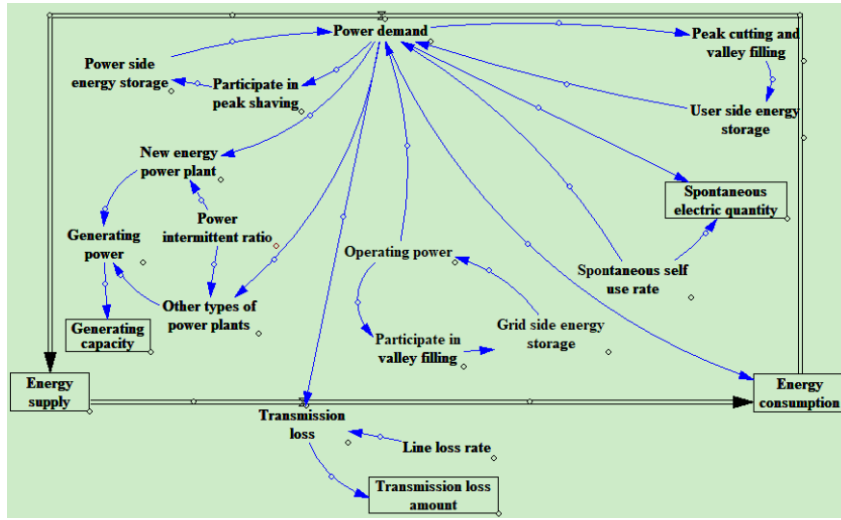 Power demand
Peak cutting and
valley filling
Power side
energy storage
Participate in
peak shaving
User side energy
storage
New energy
power plant
Spontaneous
electric quantity
Power
intermittent ratio
Generating
power
Operating power
Spontaneous self
use rate
Other types of
power plants
Generating
capacity
Participate in
valley filling
Grid side energy
storage
Energy
supply
Energy
consumption
Transmission
loss
Line loss rate
Transmission loss
amount